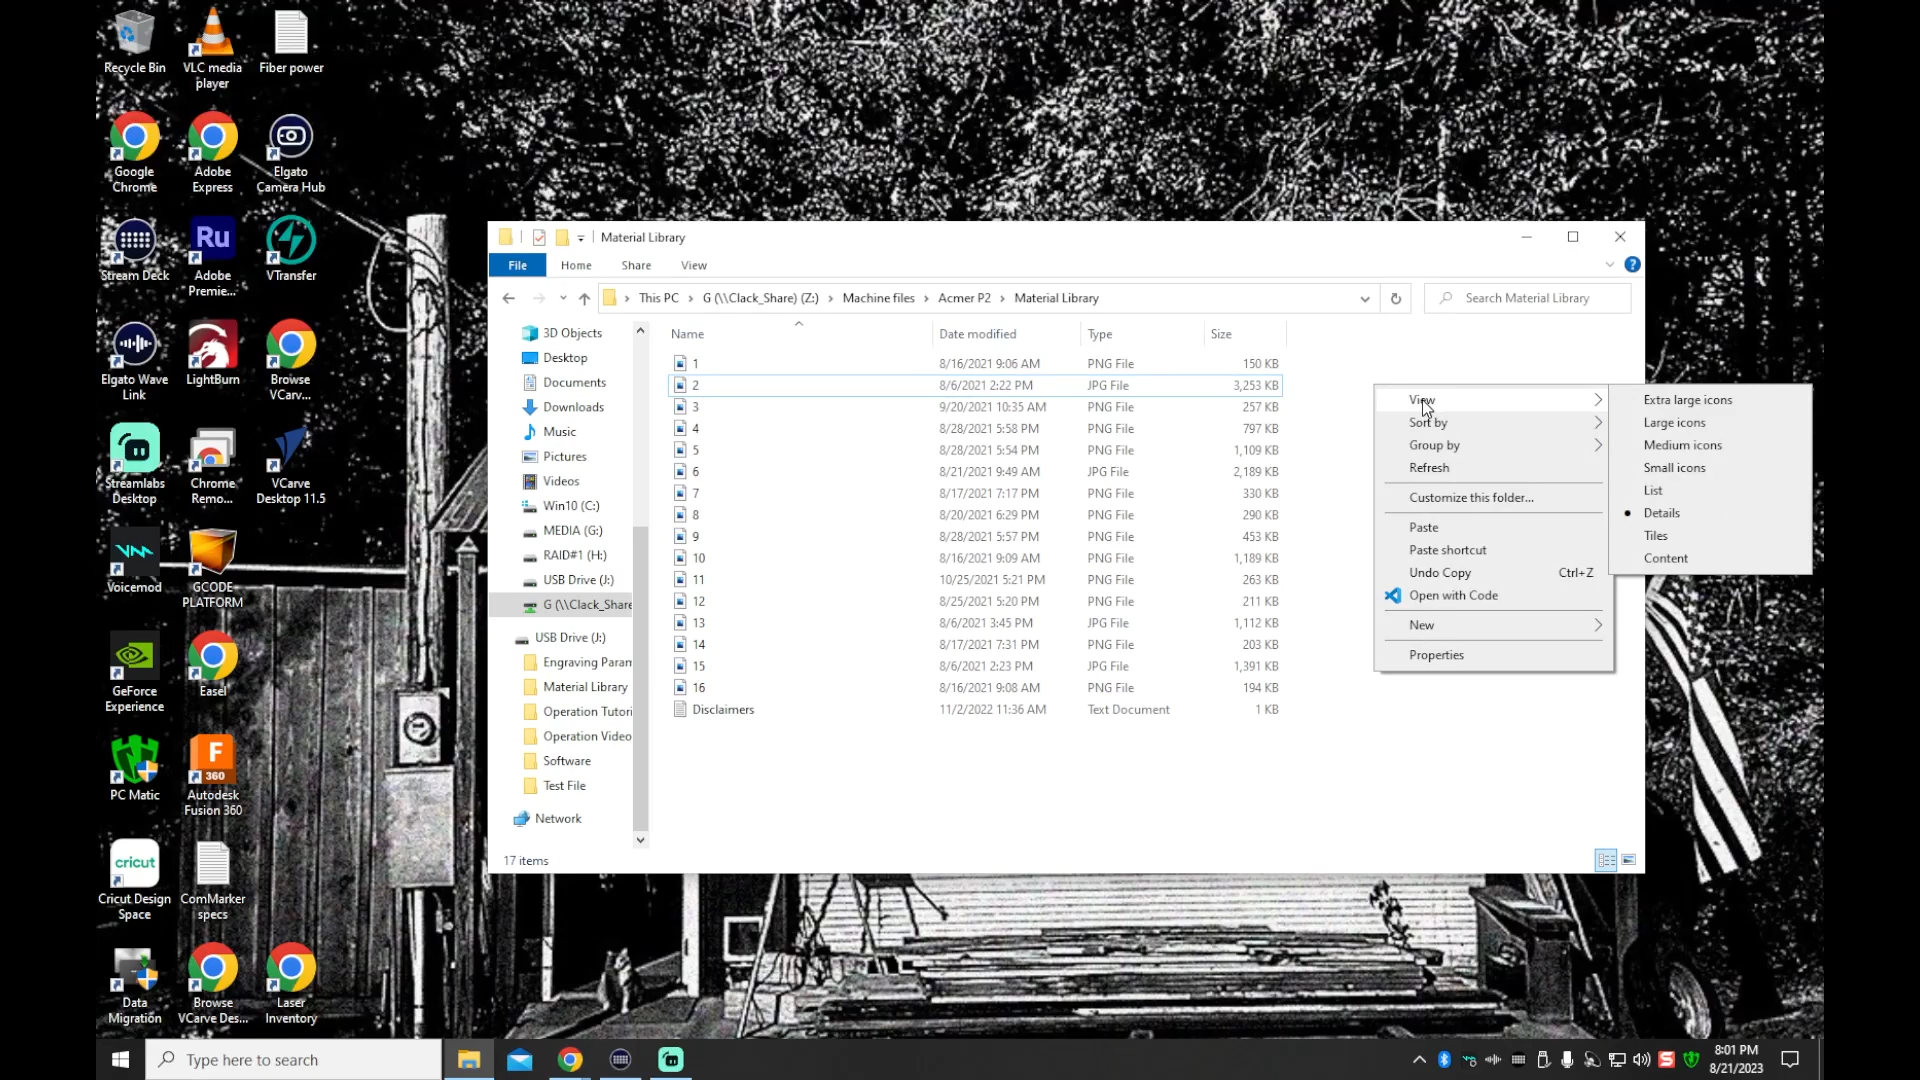 Recycle Bin
VLC media player
Fiber power
Google Chrome
Adobe Express
Elgato Camera Hub
Stream Deck
Ru
Adobe Premie...
VTransfer
Elgato Wave Link
LightBurn
Browse VCarv...
Streamlabs Desktop
Chrome Remo...
VCarve Desktop 11.5
Voicemod
GCODE PLATFORM
GeForce Experience
Easel
PC Matic
F
360
Autodesk Fusion 360
cricut
Cricut Design Space
ComMarker specs
Data Migration
Browse VCarve Des...
Laser Inventory
Material Library
File Home Share View
This PC > G (\\Clack_Share) (Z:) > Machine files > Acmer P2 > Material Library
Search Material Library
3D Objects
Desktop
Documents
Downloads
Music
Pictures
Videos
Win10 (C:)
MEDIA (G:)
RAID#1 (H:)
USB Drive (J:)
G (\\Clack_Share
USB Drive (J:)
Engraving Param
Material Library
Operation Tutori
Operation Video
Software
Test File
Network
Name Date modified Type Size
1 8/16/2021 9:06 AM PNG File 150 KB
2 8/6/2021 2:22 PM JPG File 3,253 KB
3 9/20/2021 10:35 AM PNG File 257 KB
4 8/28/2021 5:58 PM PNG File 797 KB
5 8/28/2021 5:54 PM PNG File 1,109 KB
6 8/21/2021 9:49 AM JPG File 2,189 KB
7 8/17/2021 7:17 PM PNG File 330 KB
8 8/20/2021 6:29 PM PNG File 290 KB
9 8/28/2021 5:57 PM PNG File 453 KB
10 8/16/2021 9:09 AM PNG File 1,189 KB
11 10/25/2021 5:21 PM PNG File 263 KB
12 8/25/2021 5:20 PM PNG File 211 KB
13 8/6/2021 3:45 PM JPG File 1,112 KB
14 8/17/2021 7:31 PM PNG File 203 KB
15 8/6/2021 2:23 PM JPG File 1,391 KB
16 8/16/2021 9:08 AM PNG File 194 KB
Disclaimers 11/2/2022 11:36 AM Text Document 1 KB
17 items
View
Sort by
Group by
Refresh
Customize this folder...
Paste
Paste shortcut
Undo Copy Ctrl+Z
Open with Code
New
Properties
Extra large icons
Large icons
Medium icons
Small icons
List
Details
Tiles
Content
Type here to search
8:01 PM
8/21/2023